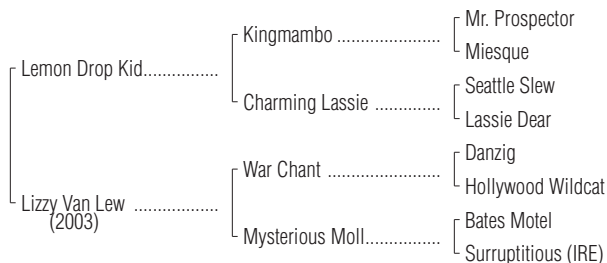 Mr. Prospector
Kingmambo ......................
Miesque
Lemon Drop Kid................
Seattle Slew
Charming Lassie ..............
Lassie Dear
Danzig
War Chant ........................
Hollywood Wildcat
Lizzy Van Lew ..................
(2003)
Bates Motel
Mysterious Moll................
Surruptitious (IRE)